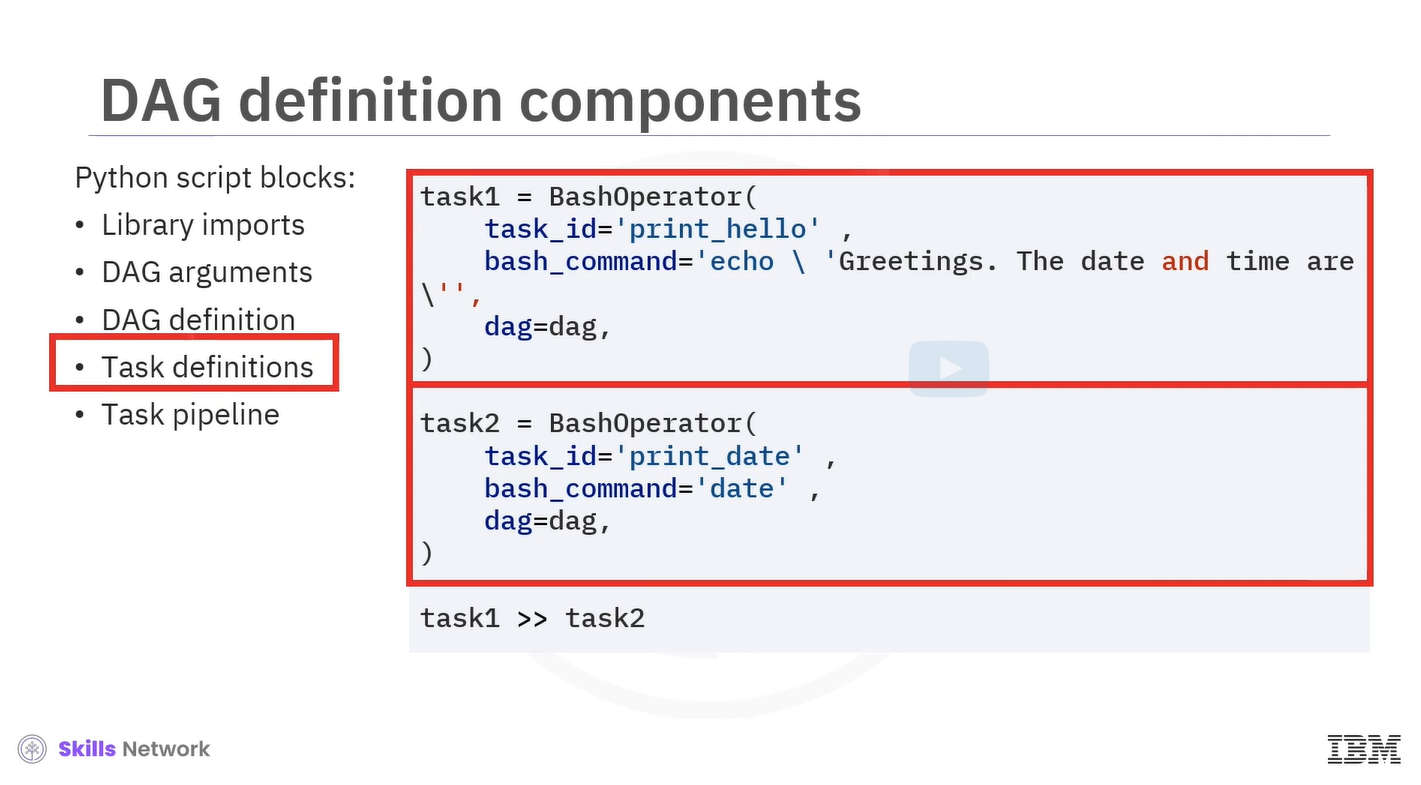 DAG definition components
Python script blocks:
• Library imports
• DAG arguments
• DAG definition
• Task definitions
• Task pipeline
task1 = BashOperator(
    task_id='print_hello' ,
    bash_command='echo \ 'Greetings. The date and time are
\'',
    dag=dag,
)
task2 = BashOperator(
    task_id='print_date' ,
    bash_command='date' ,
    dag=dag,
)
task1 >> task2
Skills Network
IBM